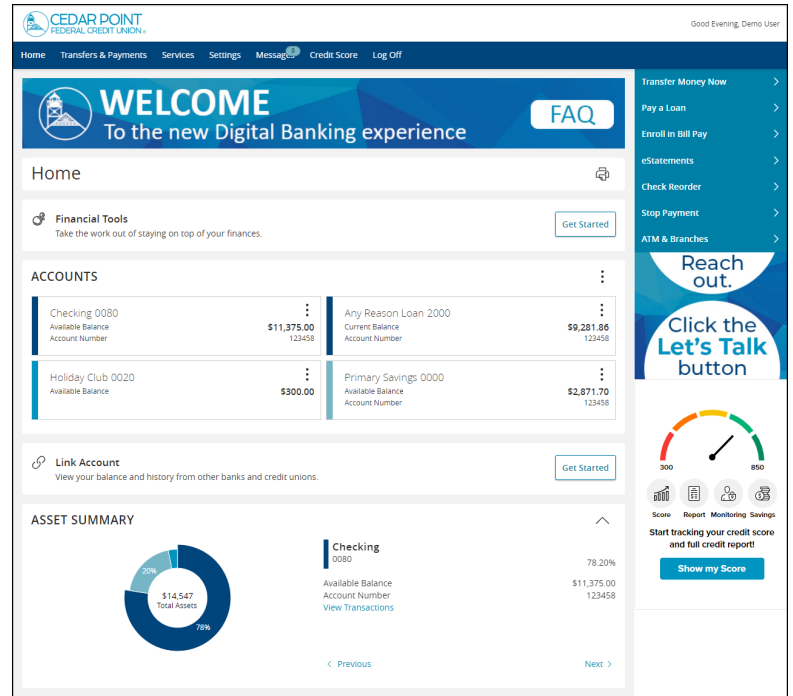 CEDAR POINT
FEDERAL CREDIT UNION
Good Evening, Demo User
Home Transfers & Payments Services Settings Messages 8 Credit Score Log Off
WELCOME
To the new Digital Banking experience
FAQ
Home
Financial Tools
Take the work out of staying on top of your finances.
Get Started
ACCOUNTS
Checking 0080
Available Balance $11,375.00
Account Number 123458
Any Reason Loan 2000
Current Balance $9,281.86
Account Number 123458
Holiday Club 0020
Available Balance $300.00
Primary Savings 0000
Available Balance $2,871.70
Account Number 123458
Link Account
View your balance and history from other banks and credit unions.
Get Started
ASSET SUMMARY
20%
$14,547
Total Assets
78%
Checking
0080 78.20%
Available Balance $11,375.00
Account Number 123458
View Transactions
Previous Next
Transfer Money Now
Pay a Loan
Enroll in Bill Pay
eStatements
Check Reorder
Stop Payment
ATM & Branches
Reach
out.
Click the
Let's Talk
button
300 850
Score Report Monitoring Savings
Start tracking your credit score
and full credit report!
Show my Score